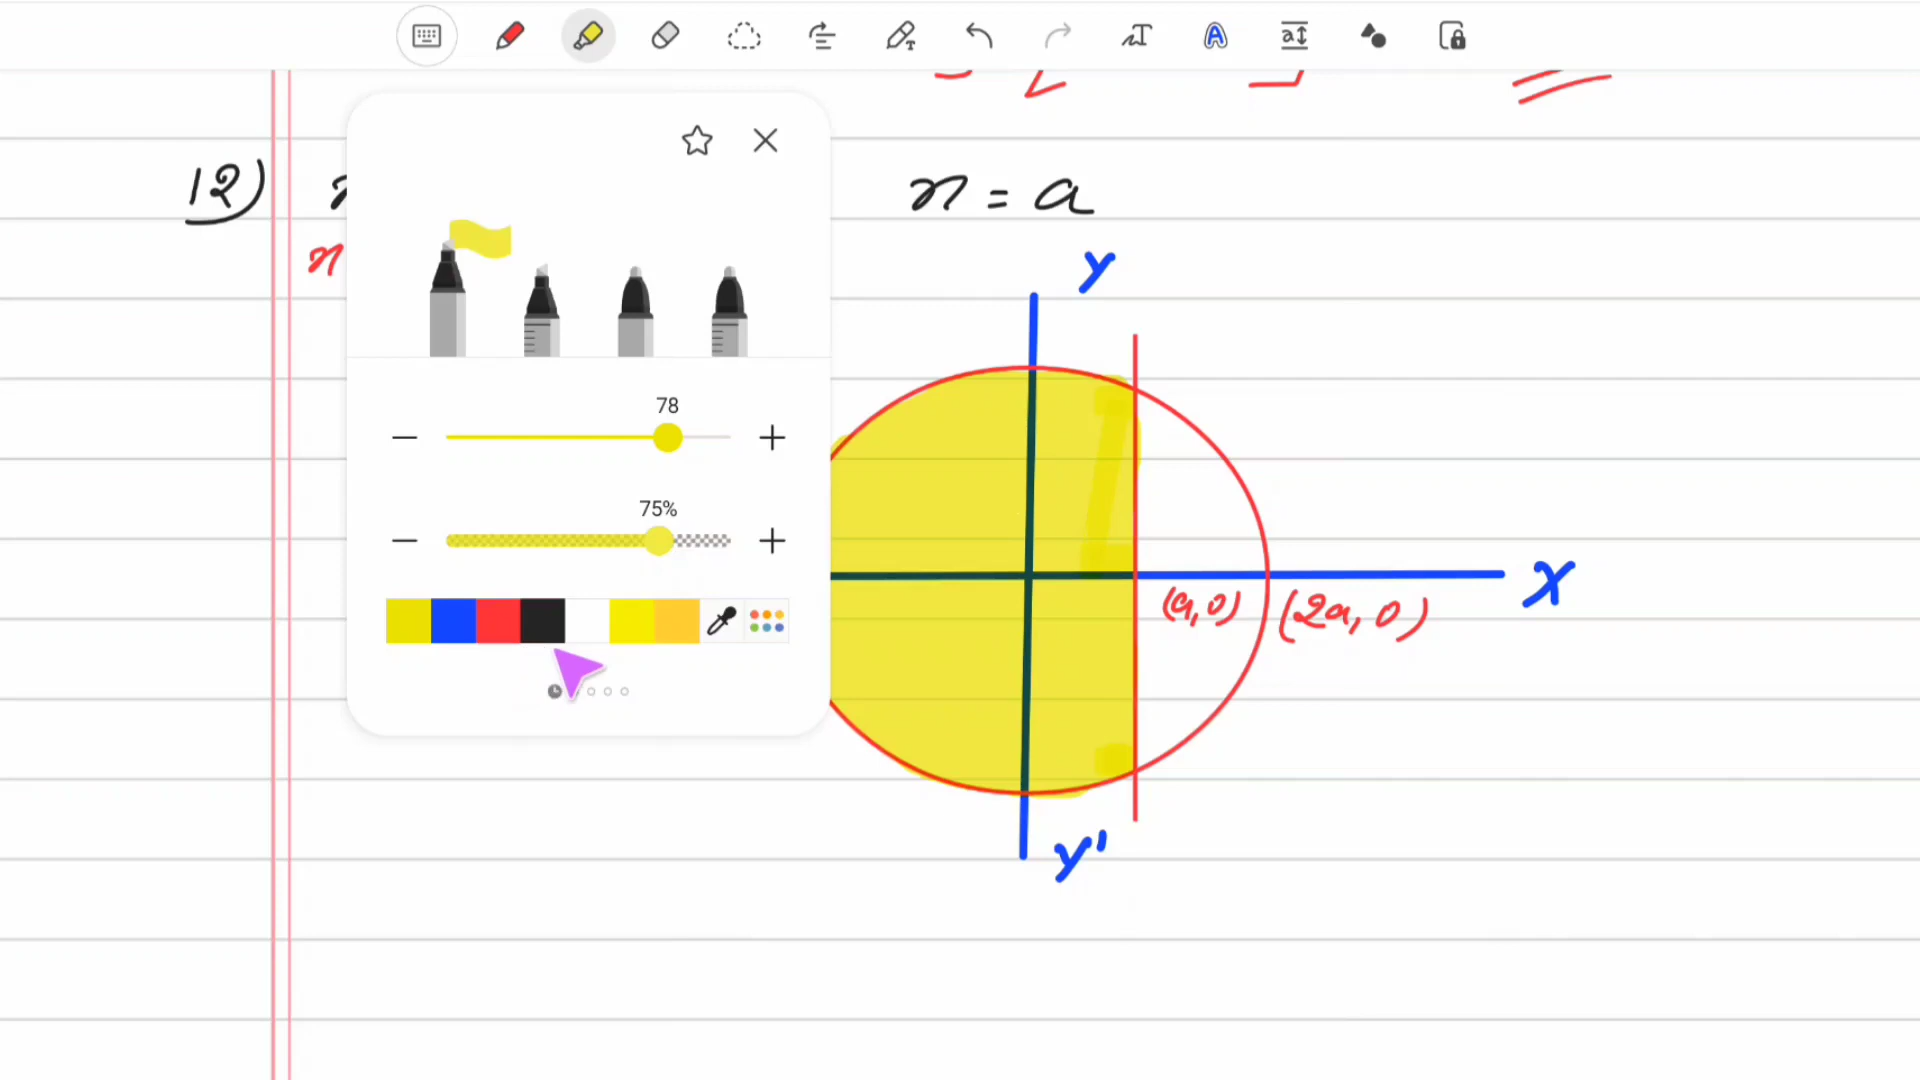 12) x = a
y
78
75%
(a,0) (2a, 0) X
y'